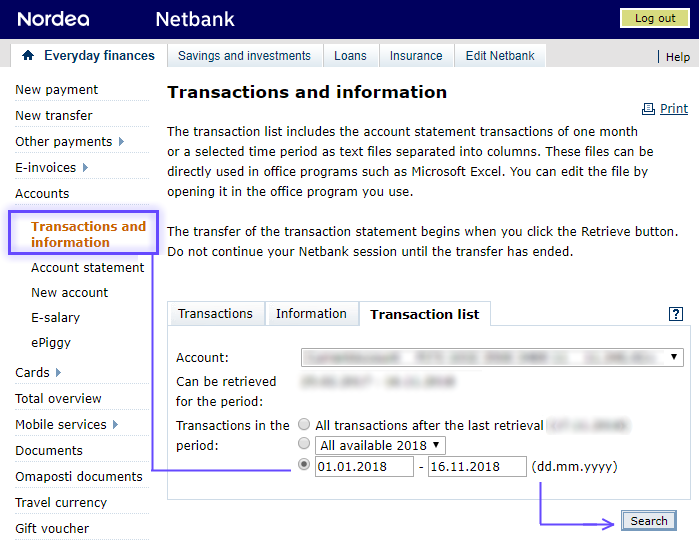 Nordea Netbank Log out
Everyday finances Savings and investments Loans Insurance Edit Netbank Help
New payment
New transfer
Other payments
E-invoices
Accounts
Transactions and
information
Account statement
New account
E-salary
ePiggy
Cards
Total overview
Mobile services
Documents
Omaposti documents
Travel currency
Gift voucher
Transactions and information
Print
The transaction list includes the account statement transactions of one month
or a selected time period as text files separated into columns. These files can be
directly used in office programs such as Microsoft Excel. You can edit the file by
opening it in the office program you use.
The transfer of the transaction statement begins when you click the Retrieve button.
Do not continue your Netbank session until the transfer has ended.
Transactions Information Transaction list ?
Account:
Can be retrieved
for the period:
Transactions in the
period:
All transactions after the last retrieval
All available 2018
01.01.2018 - 16.11.2018 (dd.mm.yyyy)
Search